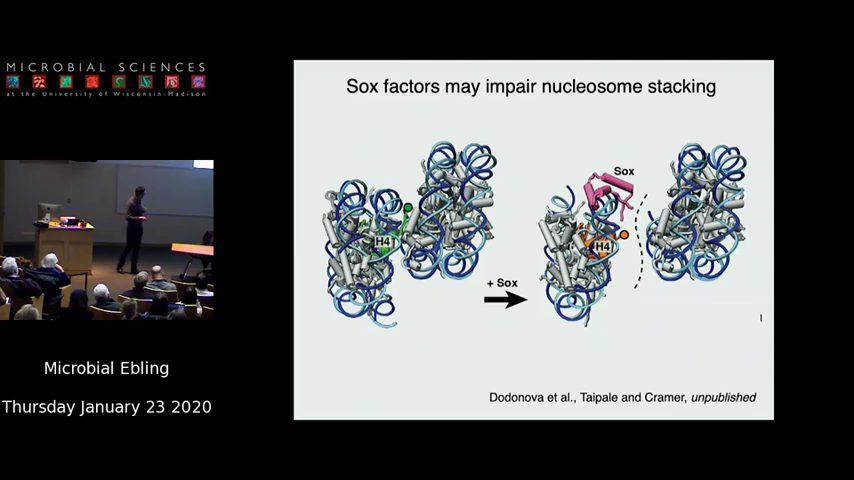 MICROBIAL SCIENCES
at the University of Wisconsin-Madison
Microbial Ebling
Thursday January 23 2020
Sox factors may impair nucleosome stacking
Sox
H4
H4
+ Sox
Dodonova et al., Taipale and Cramer, unpublished